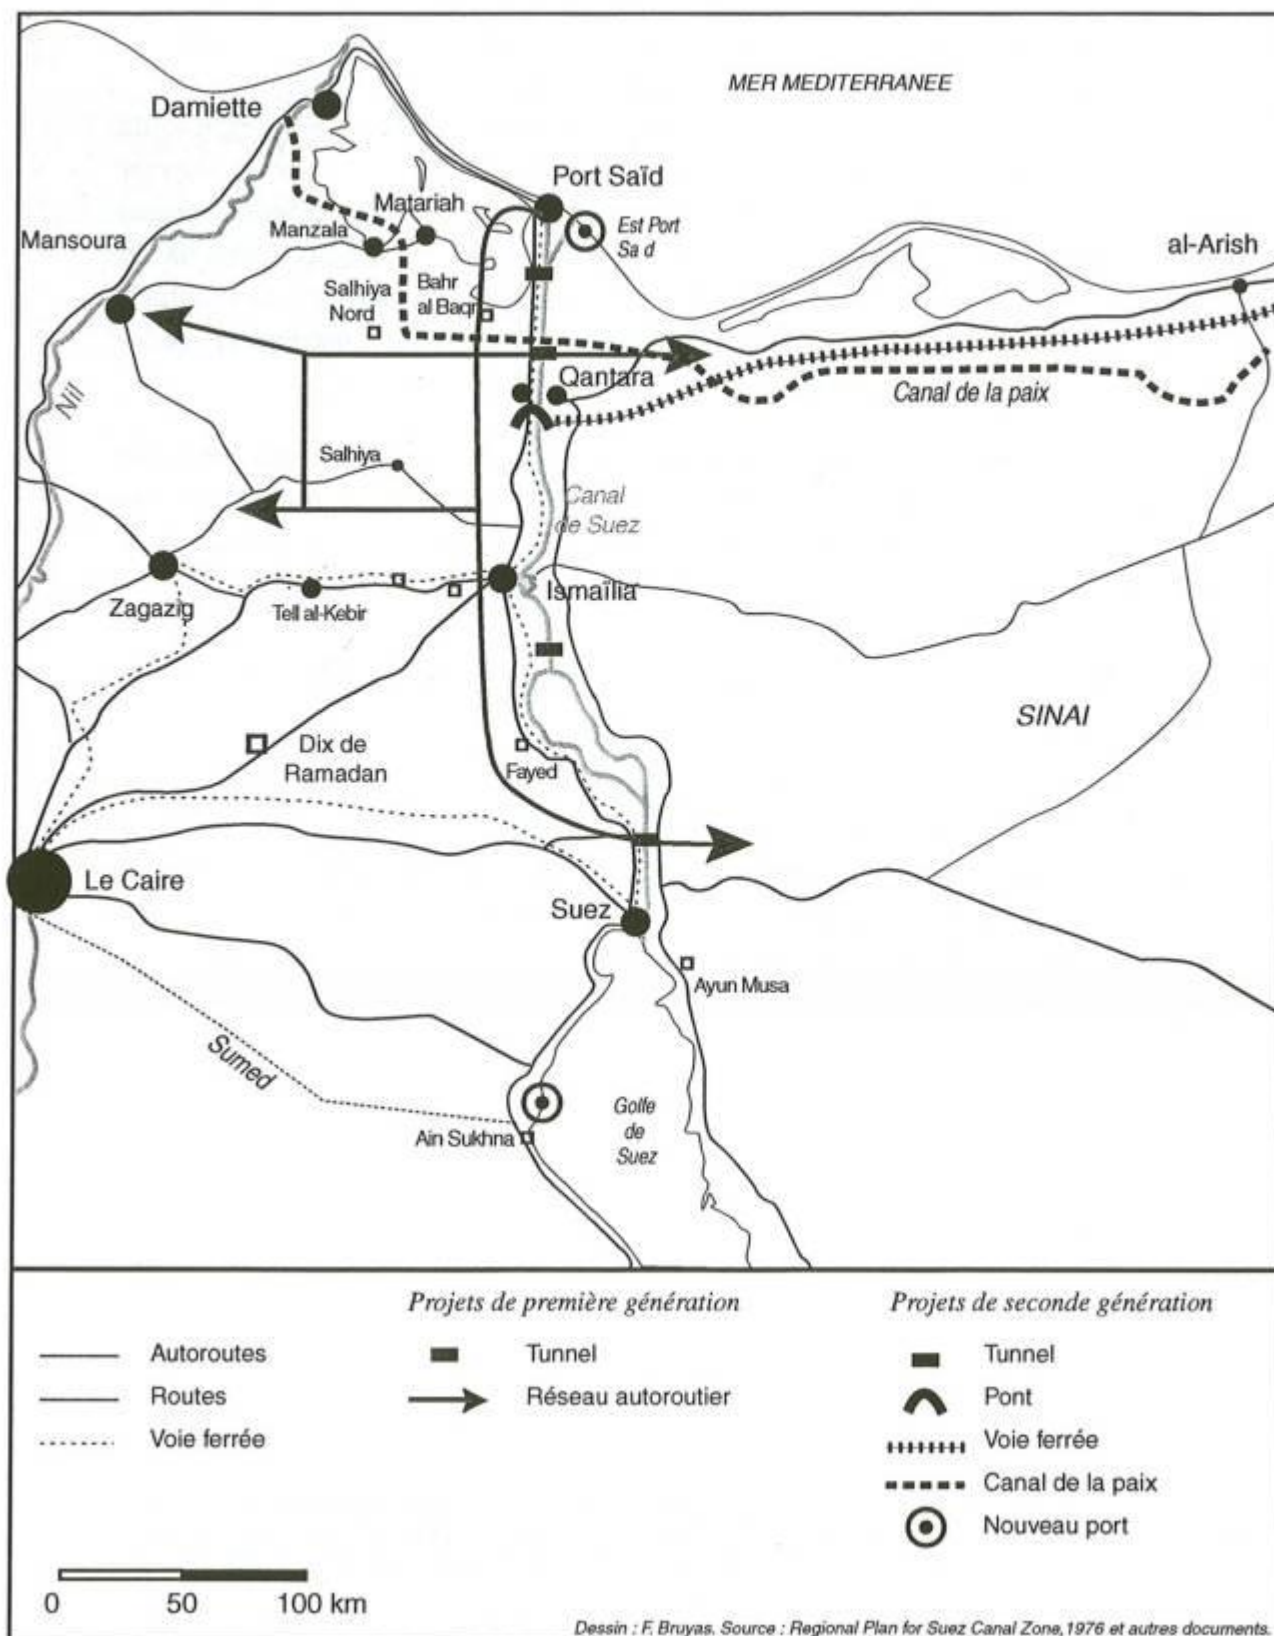 MER MEDITERRANEE
Damiette
Port Saïd
Matariah
Est Port
Sa d
Mansoura
Manzala
al-Arish
Salhiya
Nord
Bahr
al Baqr
Nil
Qantara
Canal de la paix
Salhiya
Canal
de Suez
Zagazig
Tell al-Kebir
Ismaïlia
SINAI
Dix de
Ramadan
Fayed
Le Caire
Suez
Ayun Musa
Sumed
Golfe
de
Suez
Ain Sukhna
Projets de première génération
Projets de seconde génération
Autoroutes
Tunnel
Tunnel
Routes
Réseau autoroutier
Pont
Voie ferrée
Voie ferrée
Canal de la paix
Nouveau port
0 50 100 km
Dessin : F. Bruyas. Source : Regional Plan for Suez Canal Zone,1976 et autres documents.